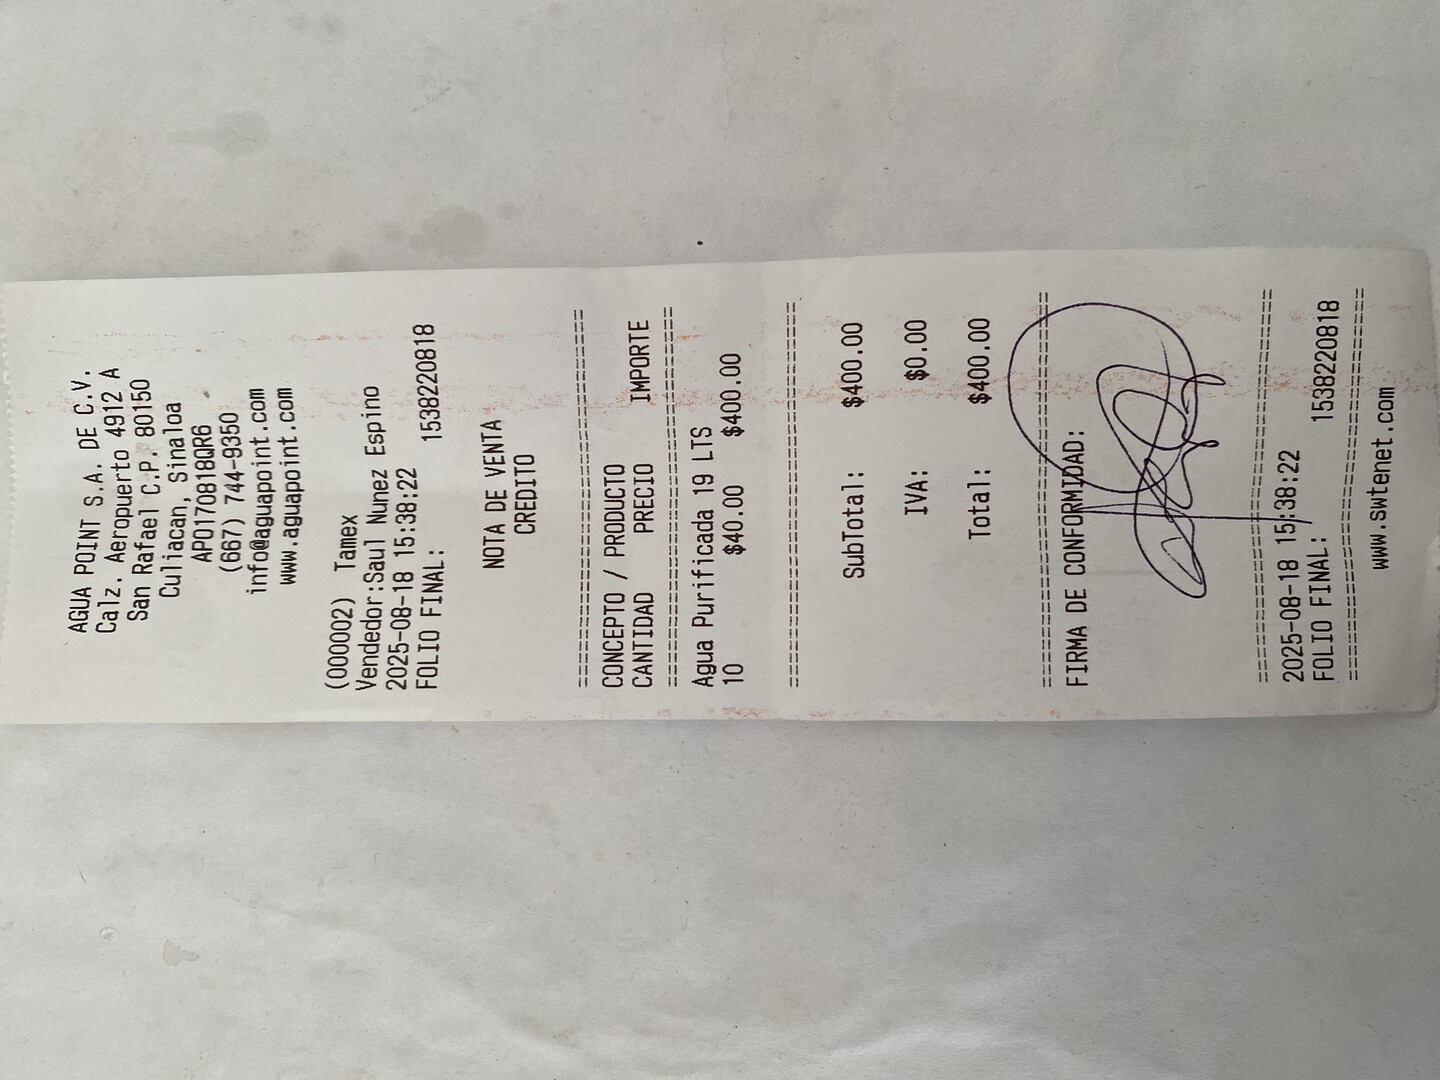 AGUA POINT S.A. DE C.V.
Calz. Aeropuerto 4912 A
San Rafael C.P. 80150
Culiacan, Sinaloa
APO170818QR6
(667) 744-9350
info@aguapoint.com
www.aguapoint.com
(000002) Tamex
Vendedor:Saul Nunez Espino
2025-08-18 15:38:22
FOLIO FINAL: 1538220818
NOTA DE VENTA
CREDITO
===========================
CONCEPTO / PRODUCTO
CANTIDAD PRECIO IMPORTE
===========================
Agua Purificada 19 LTS
10 $40.00 $400.00
===========================
SubTotal: $400.00
IVA: $0.00
Total: $400.00
===========================
FIRMA DE CONFORMIDAD:
===========================
2025-08-18 15:38:22
FOLIO FINAL: 1538220818
===========================
www.swtenet.com